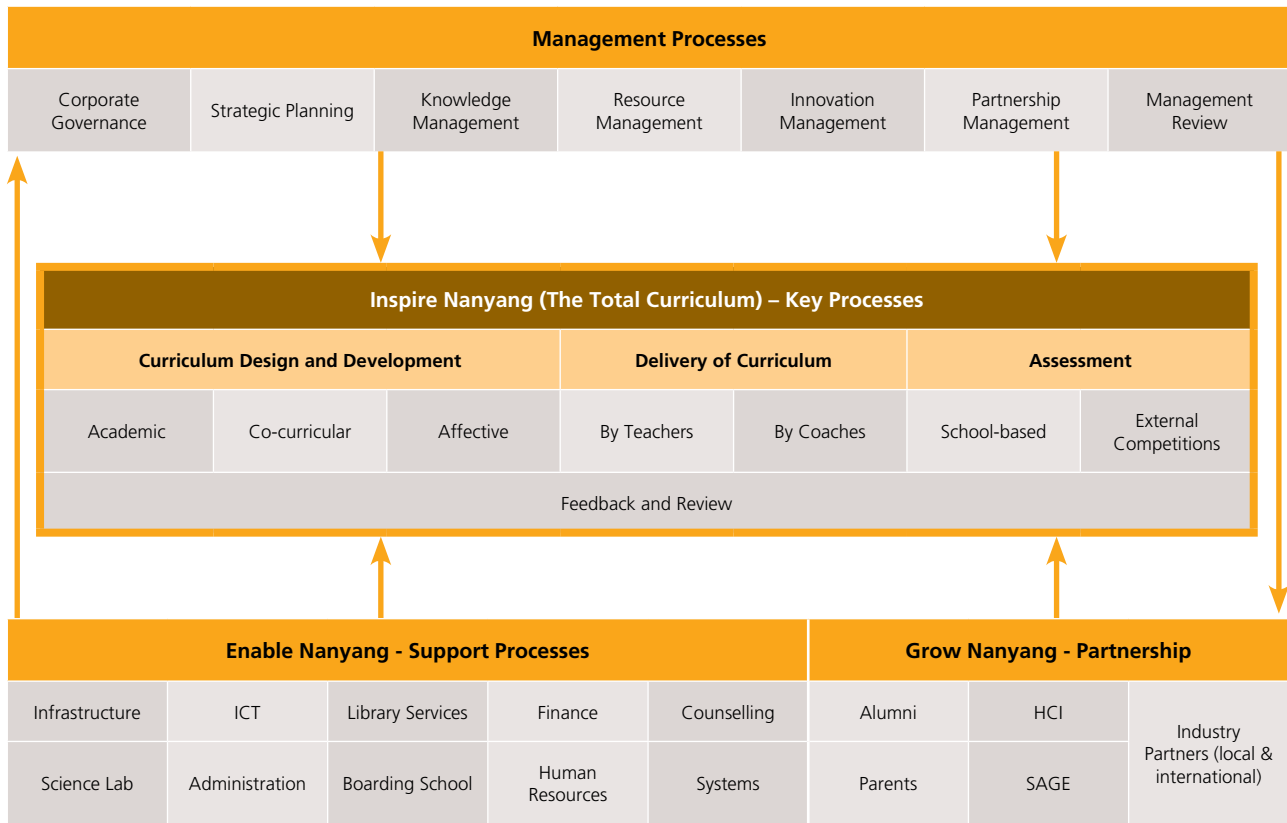 Management Processes
Corporate
Governance
Strategic Planning
Knowledge
Management
Resource
Management
Innovation
Management
Partnership
Management
Management
Review
Inspire Nanyang (The Total Curriculum) – Key Processes
Curriculum Design and Development
Delivery of Curriculum
Assessment
Academic
Co-curricular
Affective
By Teachers
By Coaches
School-based
External
Competitions
Feedback and Review
Enable Nanyang - Support Processes
Grow Nanyang - Partnership
Infrastructure
ICT
Library Services
Finance
Counselling
Alumni
HCI
Industry
Partners (local &
international)
Science Lab
Administration
Boarding School
Human
Resources
Systems
Parents
SAGE